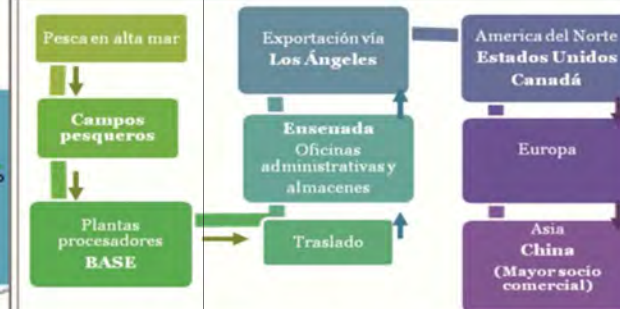 Pesca en alta mar
Campos
pesqueros
Plantas
procesadores
BASE
Traslado
Ensenada
Oficinas
administrativas y
almacenes
Exportación vía
Los Ángeles
America del Norte
Estados Unidos
Canadá
Europa
Asia
China
(Mayor socio
comercial)